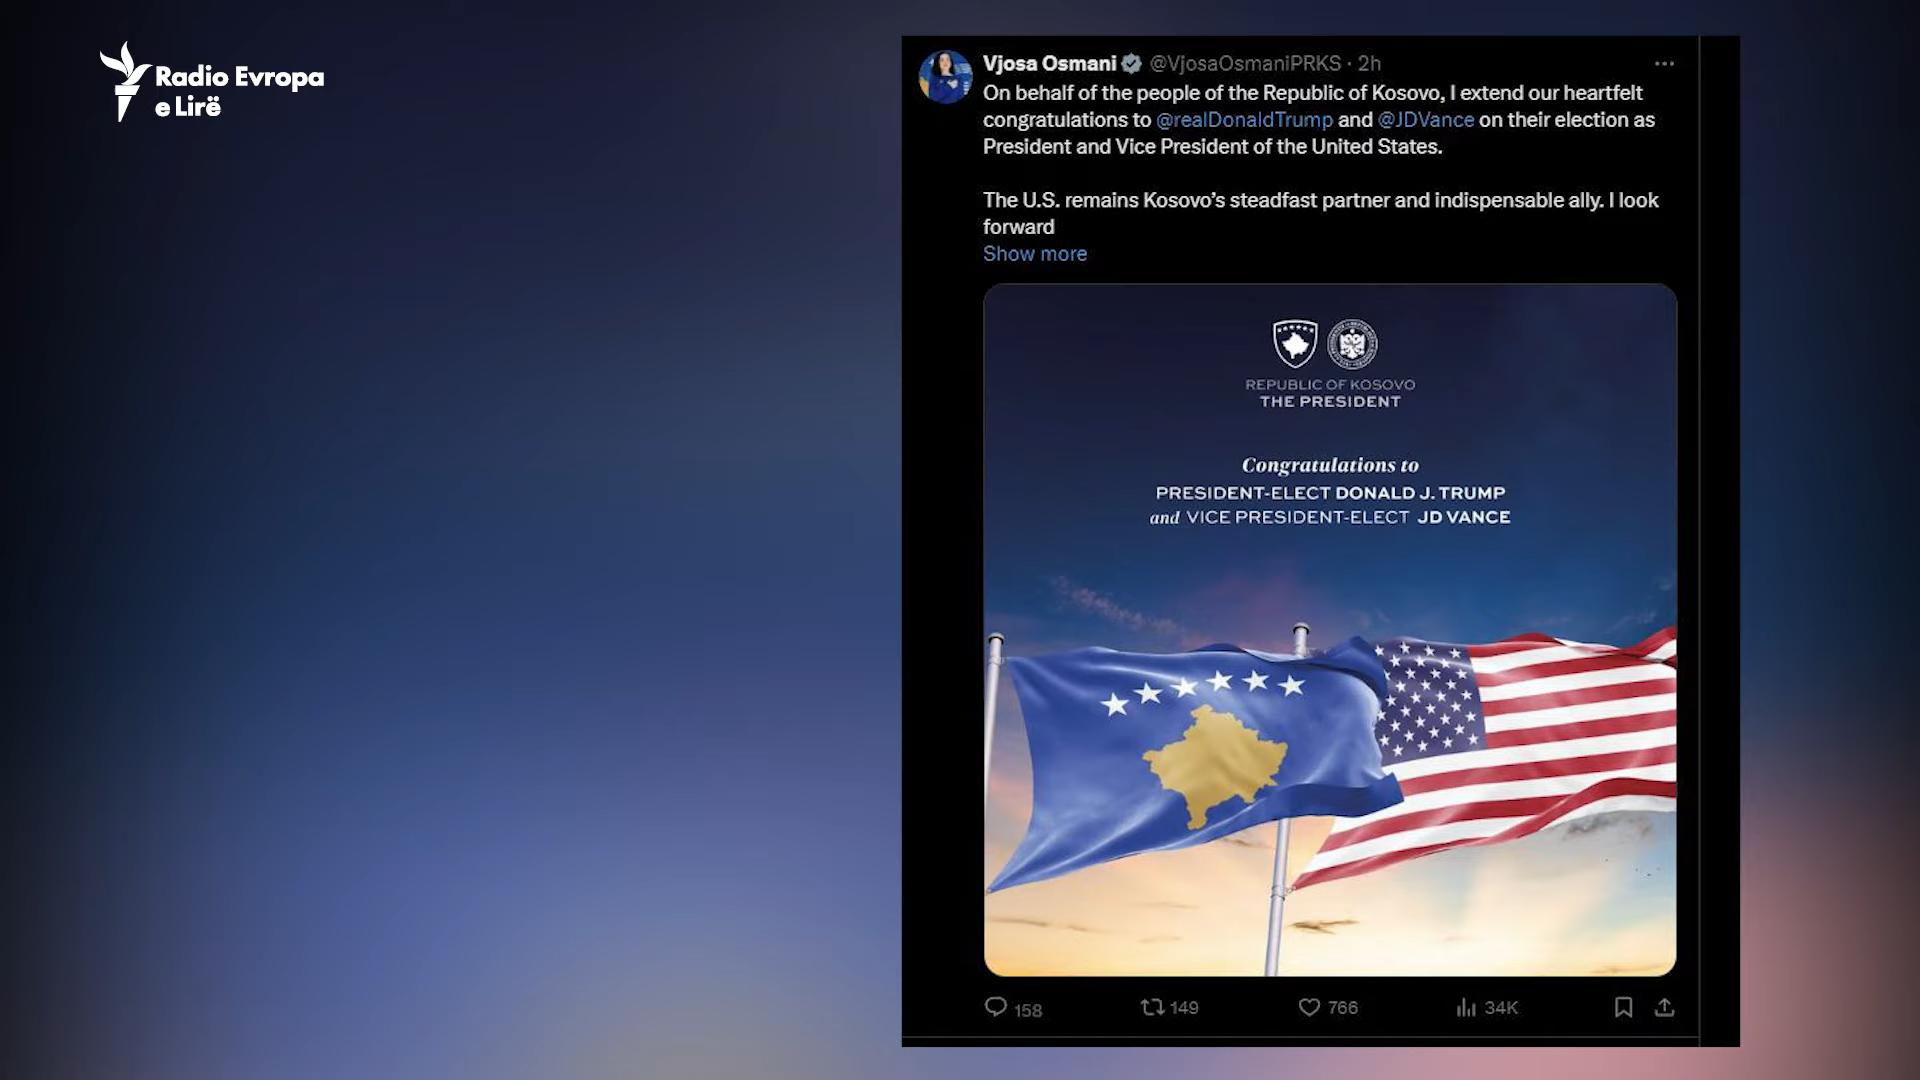 Radio Evropa
e Lirë
Vjosa Osmani @VjosaOsmaniPRKS · 2h
On behalf of the people of the Republic of Kosovo, I extend our heartfelt
congratulations to @realDonaldTrump and @JDVance on their election as
President and Vice President of the United States.
The U.S. remains Kosovo’s steadfast partner and indispensable ally. I look
forward
Show more
REPUBLIC OF KOSOVO
THE PRESIDENT
Congratulations to
PRESIDENT-ELECT DONALD J. TRUMP
and VICE PRESIDENT-ELECT JD VANCE
158 149 766 34K